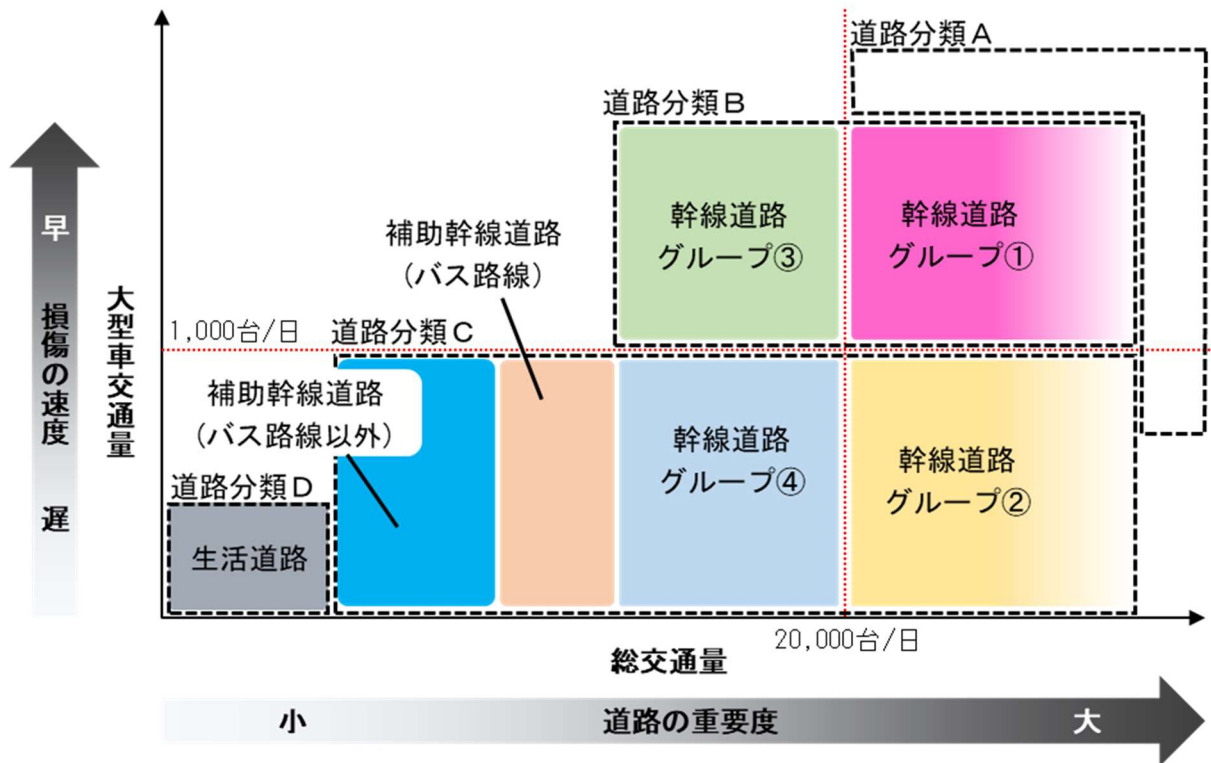 道路分類A
道路分類B
幹線道路
グループ③
幹線道路
グループ①
補助幹線道路
(バス路線)
早
損傷の速度
遅
大型車交通量
1,000台/日
道路分類C
補助幹線道路
(バス路線以外)
幹線道路
グループ④
幹線道路
グループ②
道路分類D
生活道路
20,000台/日
総交通量
小
道路の重要度
大